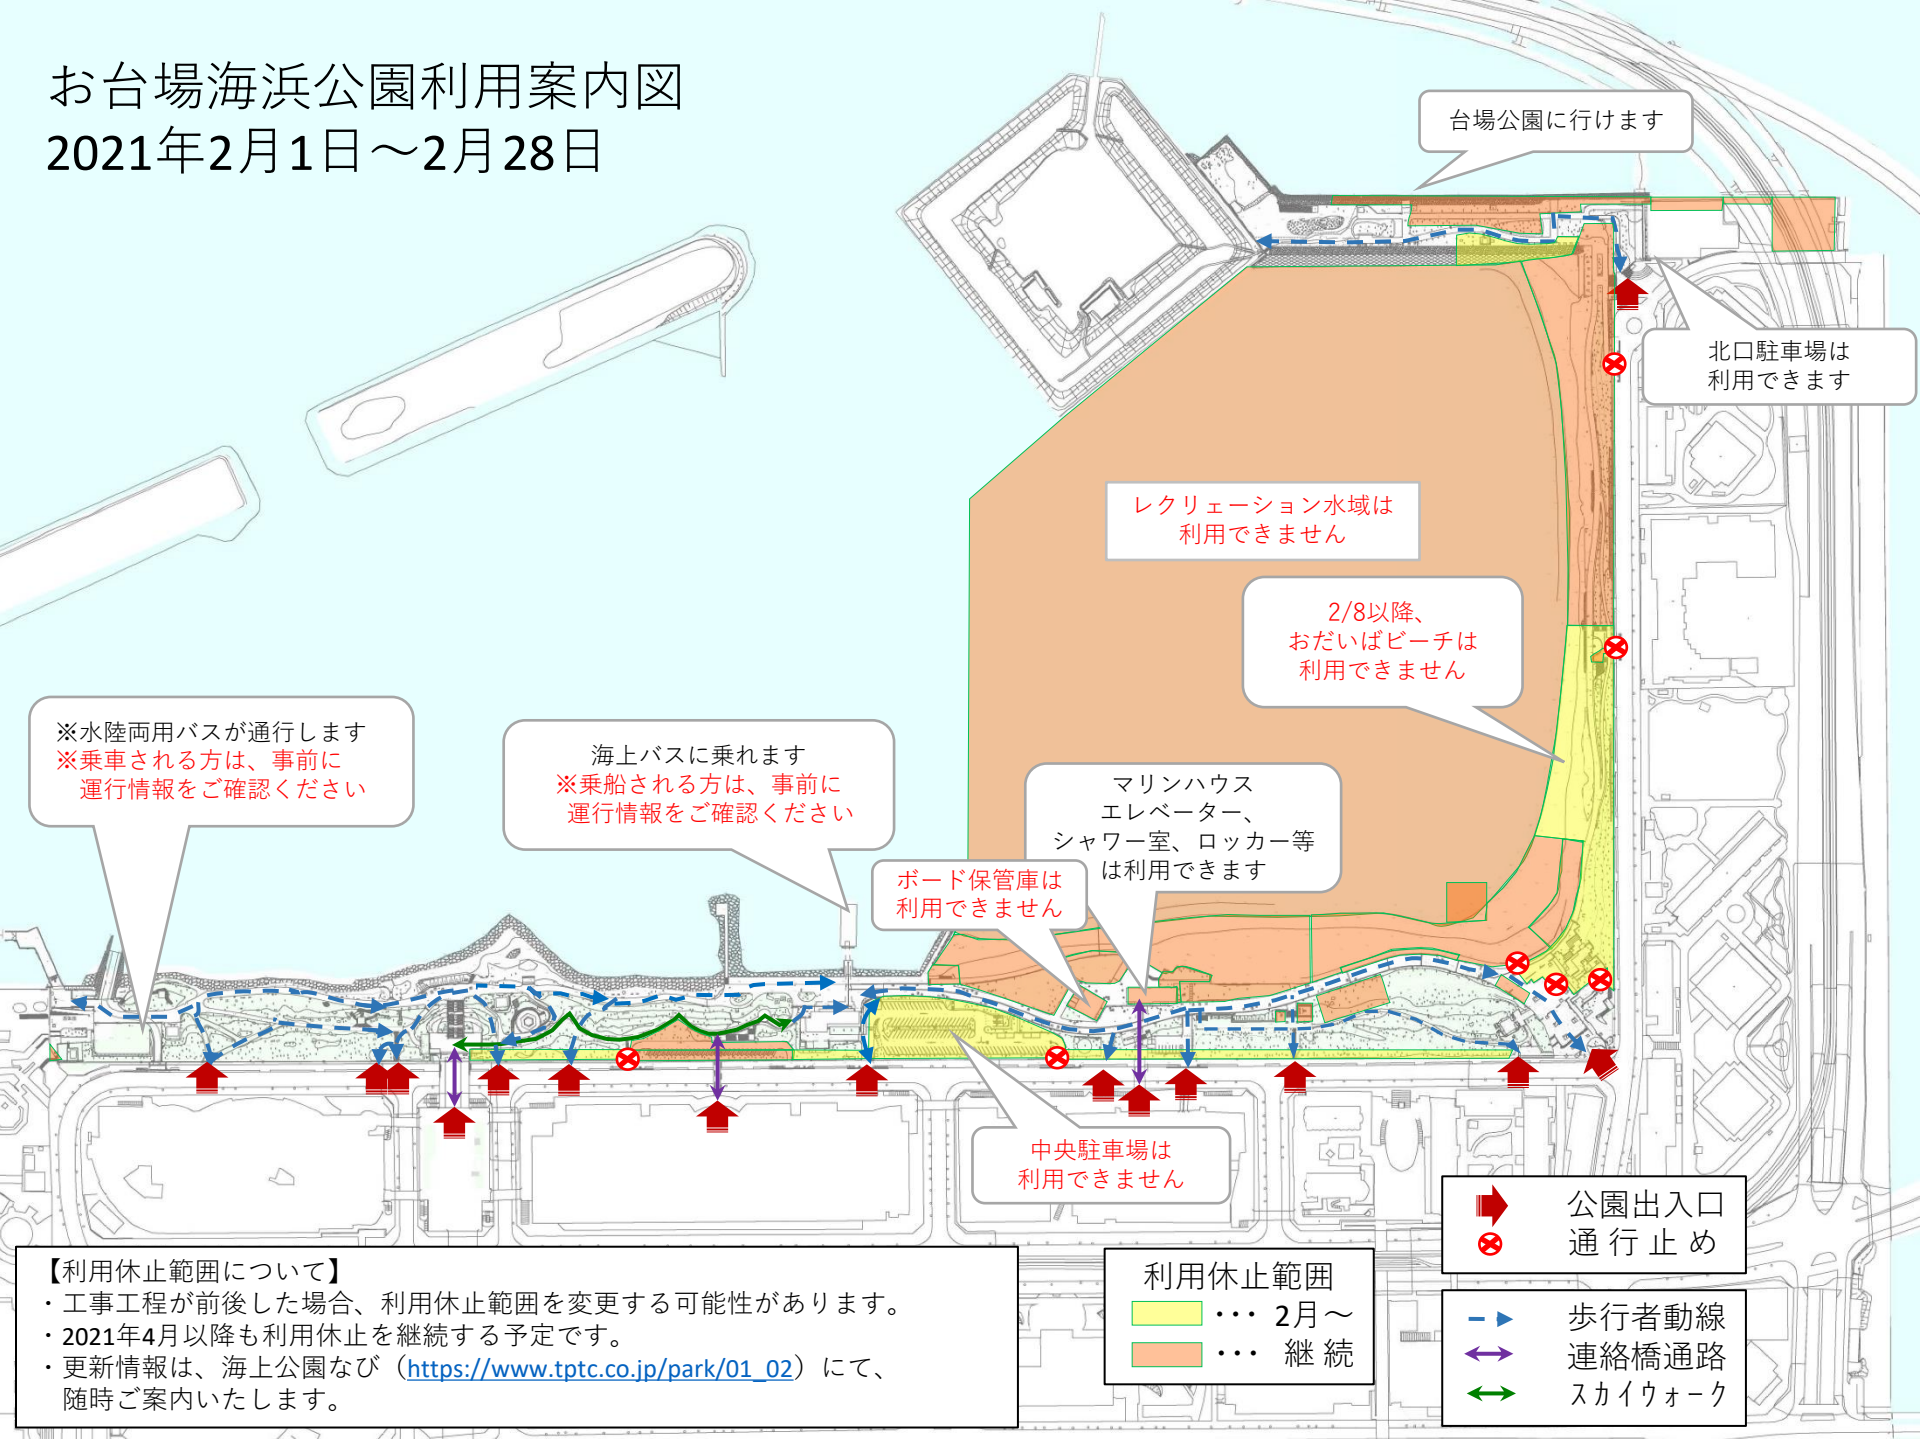 お台場海浜公園利用案内図
2021年2月1日～2月28日
台場公園に行けます
北口駐車場は
利用できます
レクリェーション水域は
利用できません
2/8以降、
おだいばビーチは
利用できません
※水陸両用バスが通行します
※乗車される方は、事前に
運行情報をご確認ください
海上バスに乗れます
※乗船される方は、事前に
運行情報をご確認ください
マリンハウス
エレベーター、
シャワー室、ロッカー等
は利用できます
ボード保管庫は
利用できません
中央駐車場は
利用できません
【利用休止範囲について】
・工事工程が前後した場合、利用休止範囲を変更する可能性があります。
・2021年4月以降も利用休止を継続する予定です。
・更新情報は、海上公園なび（https://www.tptc.co.jp/park/01_02）にて、
随時ご案内いたします。
利用休止範囲
・・・ 2月～
・・・ 継 続
公園出入口
通 行 止 め
歩行者動線
連絡橋通路
スカイウォーク